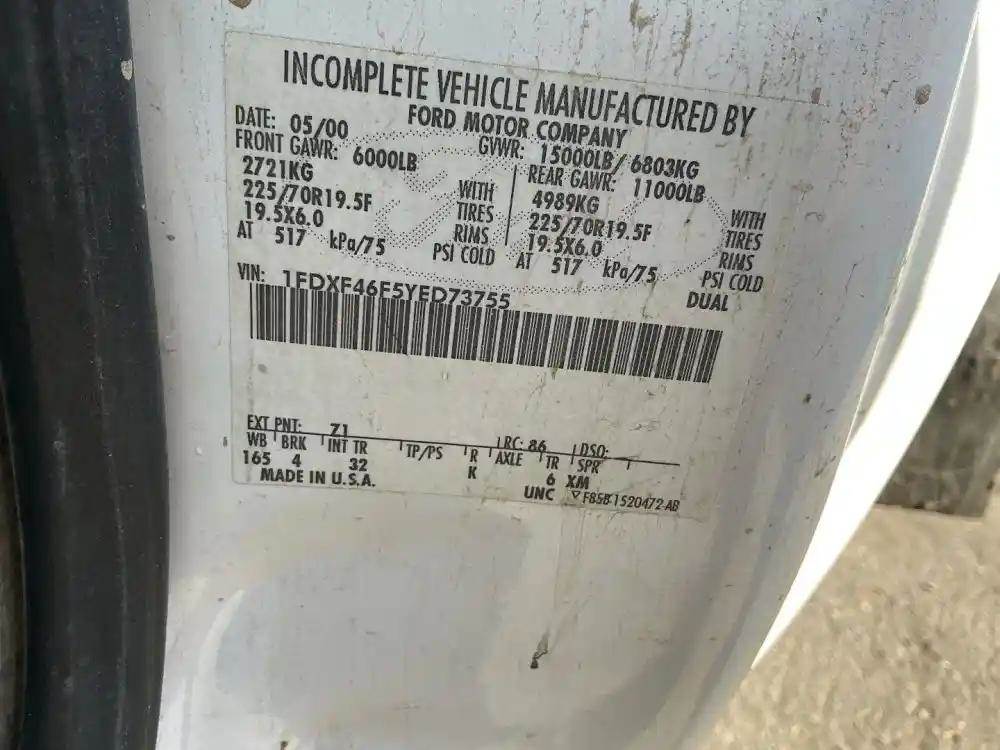 INCOMPLETE VEHICLE MANUFACTURED BY
FORD MOTOR COMPANY
DATE: 05/00 GVWR: 15000LB/ 6803KG
FRONT GAWR: 6000LB REAR GAWR: 11000LB
2721KG WITH 4989KG WITH
225/70R19.5F TIRES 225/70R19.5F TIRES
19.5X6.0 RIMS 19.5X6.0 RIMS
AT 517 kPa/75 PSI COLD AT 517 kPa/75 PSI COLD
DUAL
VIN: 1FDXF46F5YED73755
EXT PNT: Z1 RC: 86 DSO:
WB BRK INT TR TP/PS R AXLE TR SPR
165 4 32 K 6 XM
MADE IN U.S.A. UNC ▽ F85B-1520472-AB